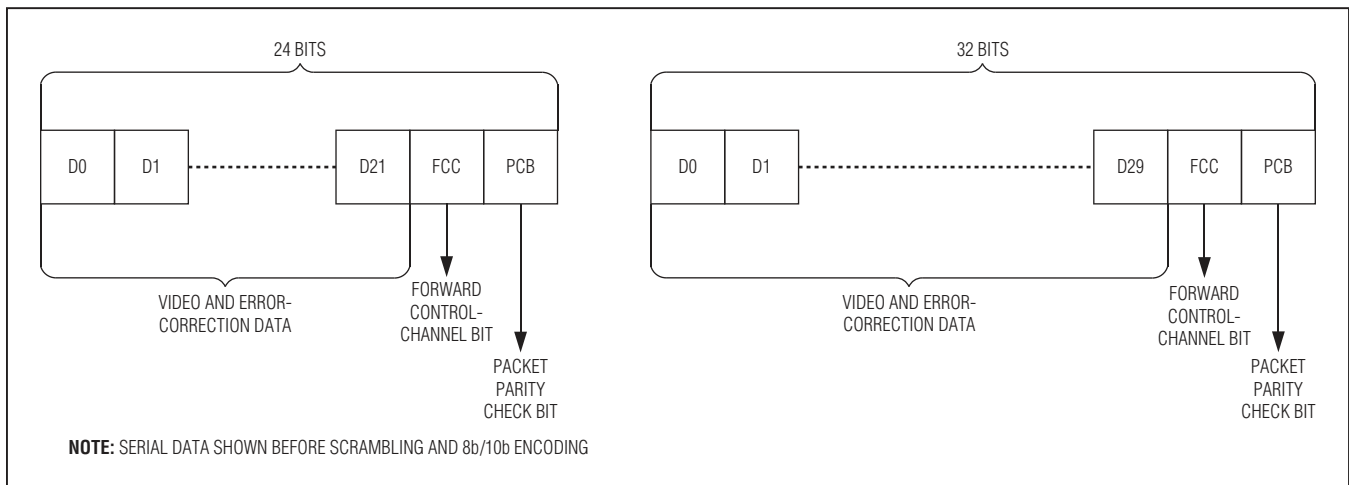 24 BITS
D0 D1 D21 FCC PCB
VIDEO AND ERROR-
CORRECTION DATA
FORWARD
CONTROL-
CHANNEL BIT
PACKET
PARITY
CHECK BIT
32 BITS
D0 D1 D29 FCC PCB
VIDEO AND ERROR-
CORRECTION DATA
FORWARD
CONTROL-
CHANNEL BIT
PACKET
PARITY
CHECK BIT
NOTE: SERIAL DATA SHOWN BEFORE SCRAMBLING AND 8b/10b ENCODING